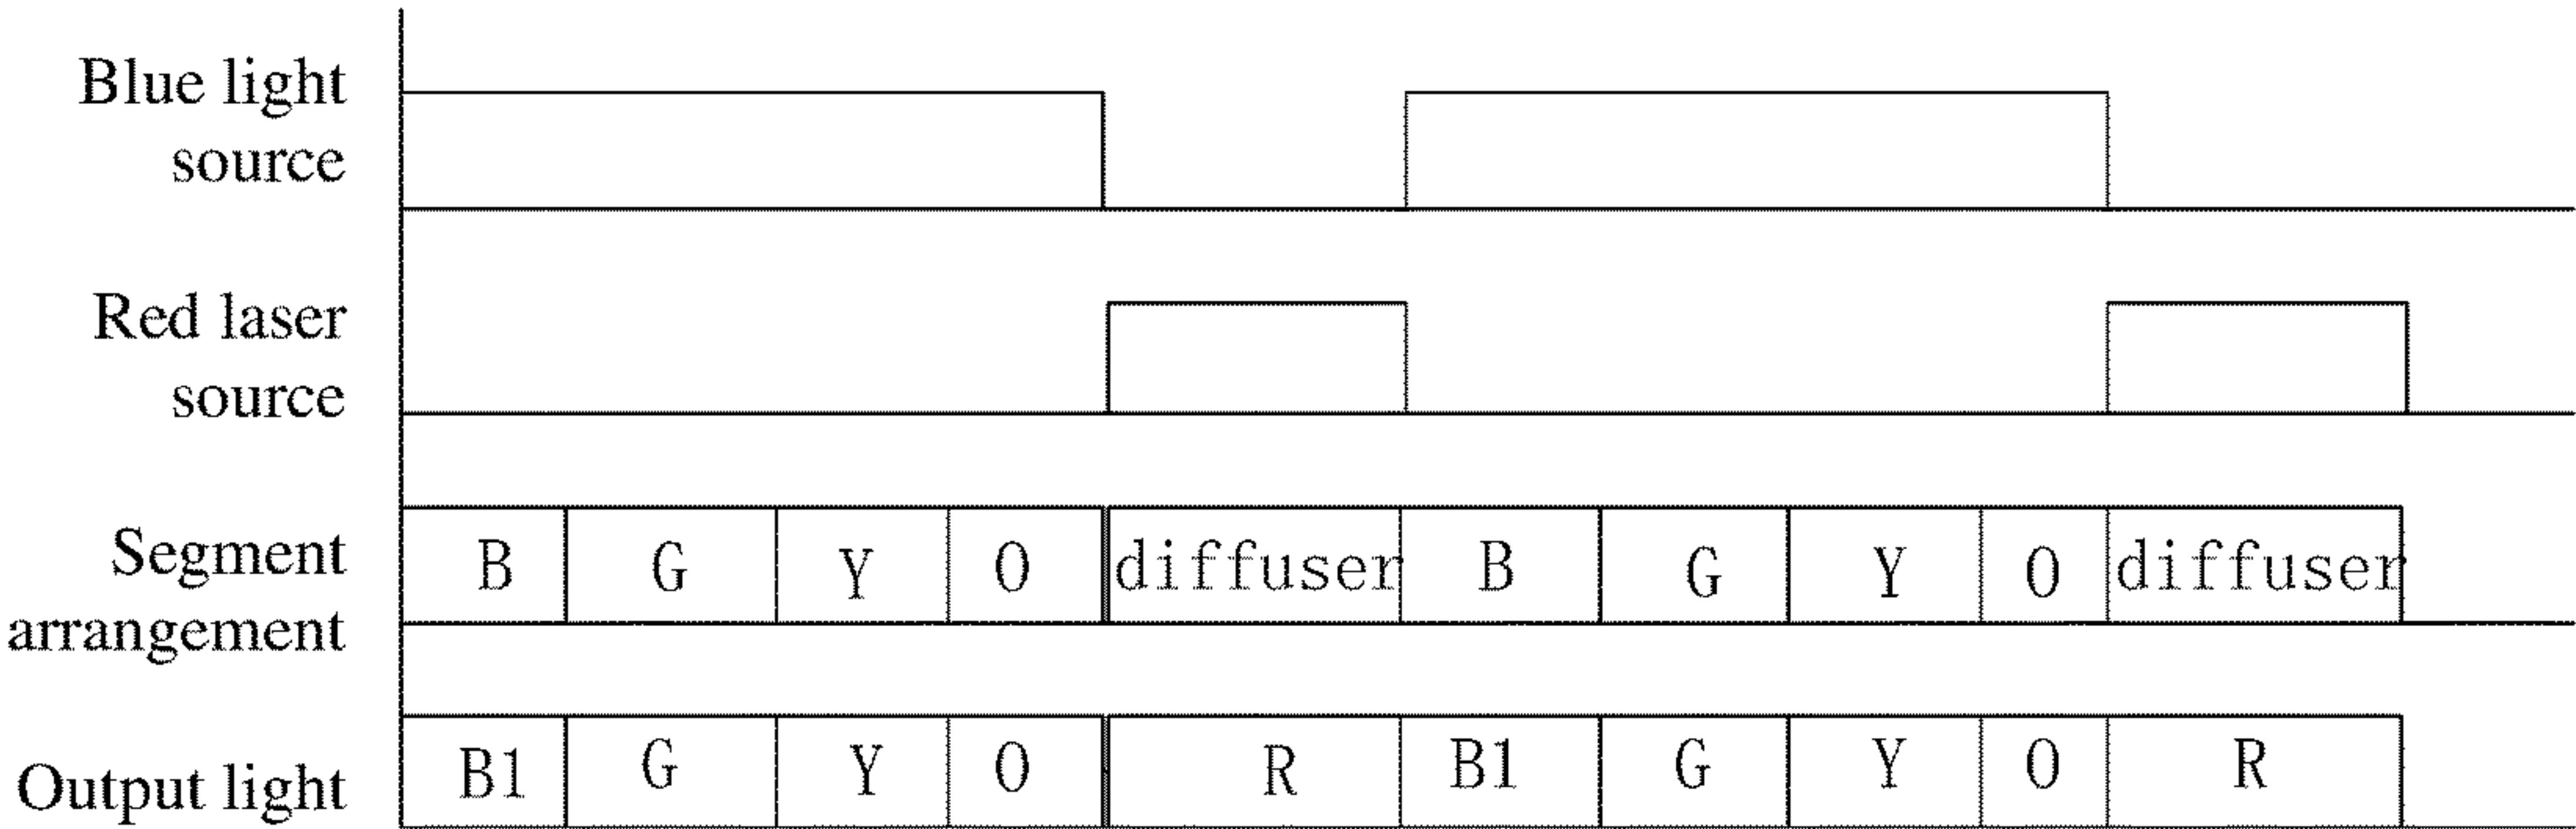 Blue light
source
Red laser
source
Segment
arrangement
B G Y O diffuser B G Y O diffuser
Output light
B1 G Y O R B1 G Y O R